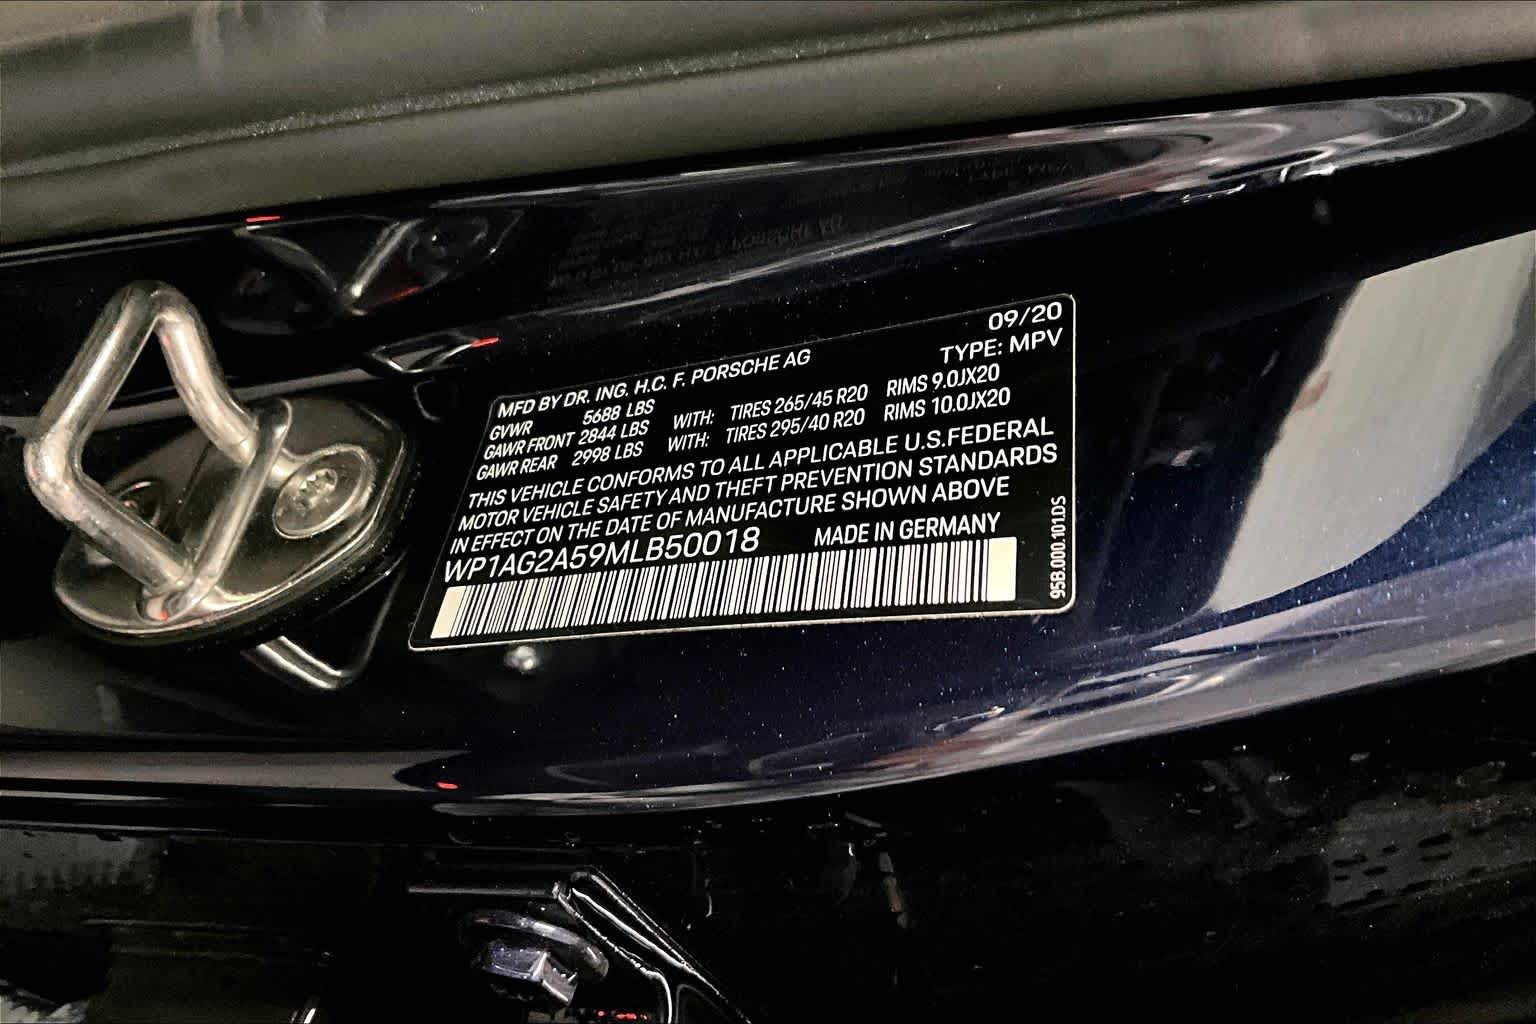 09/20
MFD BY DR. ING. H.C. F. PORSCHE AG TYPE: MPV
GVWR 5688 LBS
GAWR FRONT 2844 LBS WITH: TIRES 265/45 R20 RIMS 9.0JX20
GAWR REAR 2998 LBS WITH: TIRES 295/40 R20 RIMS 10.0JX20
THIS VEHICLE CONFORMS TO ALL APPLICABLE U.S.FEDERAL
MOTOR VEHICLE SAFETY AND THEFT PREVENTION STANDARDS
IN EFFECT ON THE DATE OF MANUFACTURE SHOWN ABOVE
WP1AG2A59MLB50018 MADE IN GERMANY
95B.000.101.DS